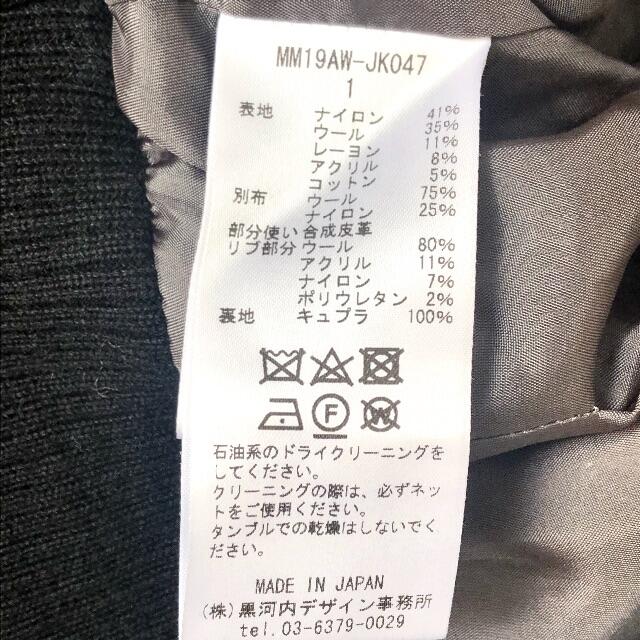 MM19AW-JK047
1
表地 ナイロン 41%
ウール 35%
レーヨン 11%
アクリル 8%
コットン 5%
別布 ウール 75%
ナイロン 25%
部分使い 合成皮革
リブ部分 ウール 80%
アクリル 11%
ナイロン 7%
ポリウレタン 2%
裏地 キュプラ 100%
F W
石油系のドライクリーニングを
してください。
クリーニングの際は、必ずネッ
トをご使用ください。
タンブルでの乾燥はしないでく
ださい。
MADE IN JAPAN
(株)黒河内デザイン事務所
tel.03-6379-0029